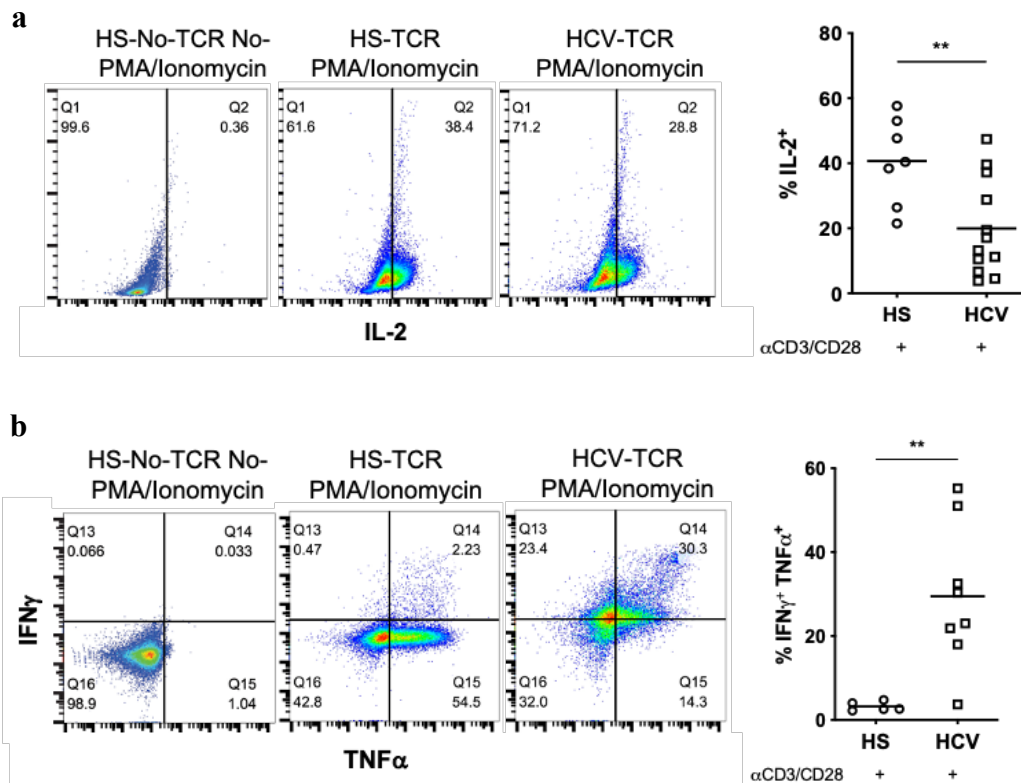 a
HS-No-TCR No-
PMA/Ionomycin
HS-TCR
PMA/Ionomycin
HCV-TCR
PMA/Ionomycin
Q1
99.6
Q2
0.36
Q1
61.6
Q2
38.4
Q1
71.2
Q2
28.8
IL-2
% IL-2+
80
60
40
20
0
**
HS
HCV
αCD3/CD28 + +
b
HS-No-TCR No-
PMA/Ionomycin
HS-TCR
PMA/Ionomycin
HCV-TCR
PMA/Ionomycin
IFNγ
Q13
0.066
Q14
0.033
Q16
98.9
Q15
1.04
Q13
0.47
Q14
2.23
Q16
42.8
Q15
54.5
Q13
23.4
Q14
30.3
Q16
32.0
Q15
14.3
TNFα
% IFNγ+ TNFα+
60
40
20
0
**
HS
HCV
αCD3/CD28 + +